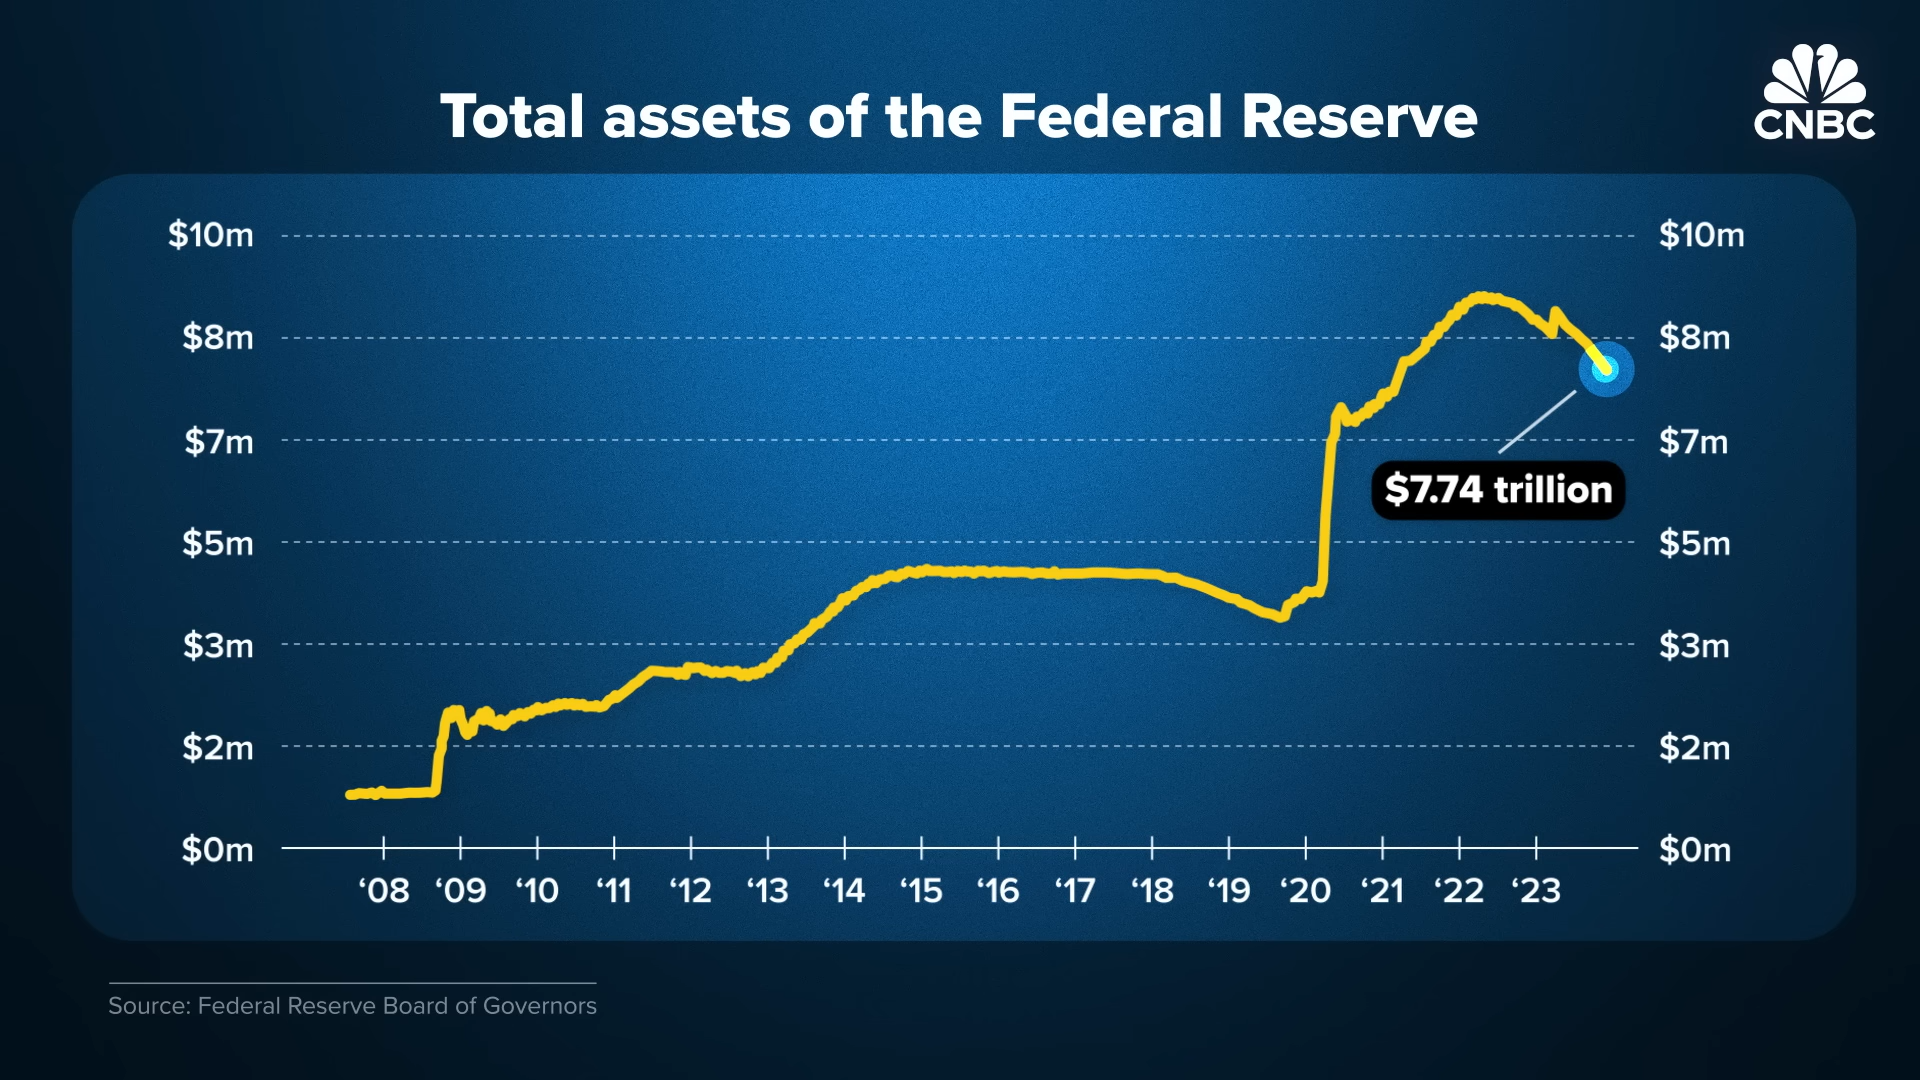 Total assets of the Federal Reserve
CNBC
$10m $10m
$8m $8m
$7m $7m
$7.74 trillion
$5m $5m
$3m $3m
$2m $2m
$0m $0m
‘08 ‘09 ‘10 ‘11 ‘12 ‘13 ‘14 ‘15 ‘16 ‘17 ‘18 ‘19 ‘20 ‘21 ‘22 ‘23
Source: Federal Reserve Board of Governors